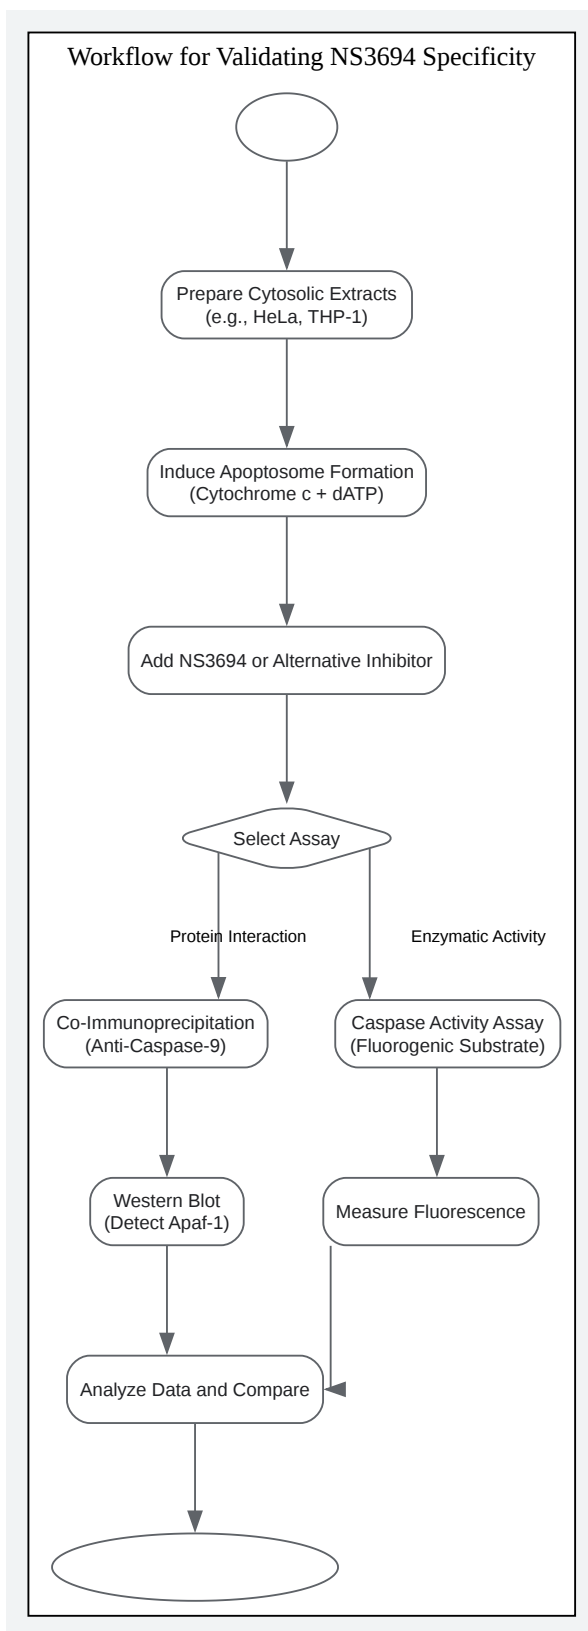 Workflow for Validating NS3694 Specificity
Prepare Cytosolic Extracts
(e.g., HeLa, THP-1)
Induce Apoptosome Formation
(Cytochrome c + dATP)
Add NS3694 or Alternative Inhibitor
Select Assay
Protein Interaction
Enzymatic Activity
Co-Immunoprecipitation
(Anti-Caspase-9)
Caspase Activity Assay
(Fluorogenic Substrate)
Western Blot
(Detect Apaf-1)
Measure Fluorescence
Analyze Data and Compare